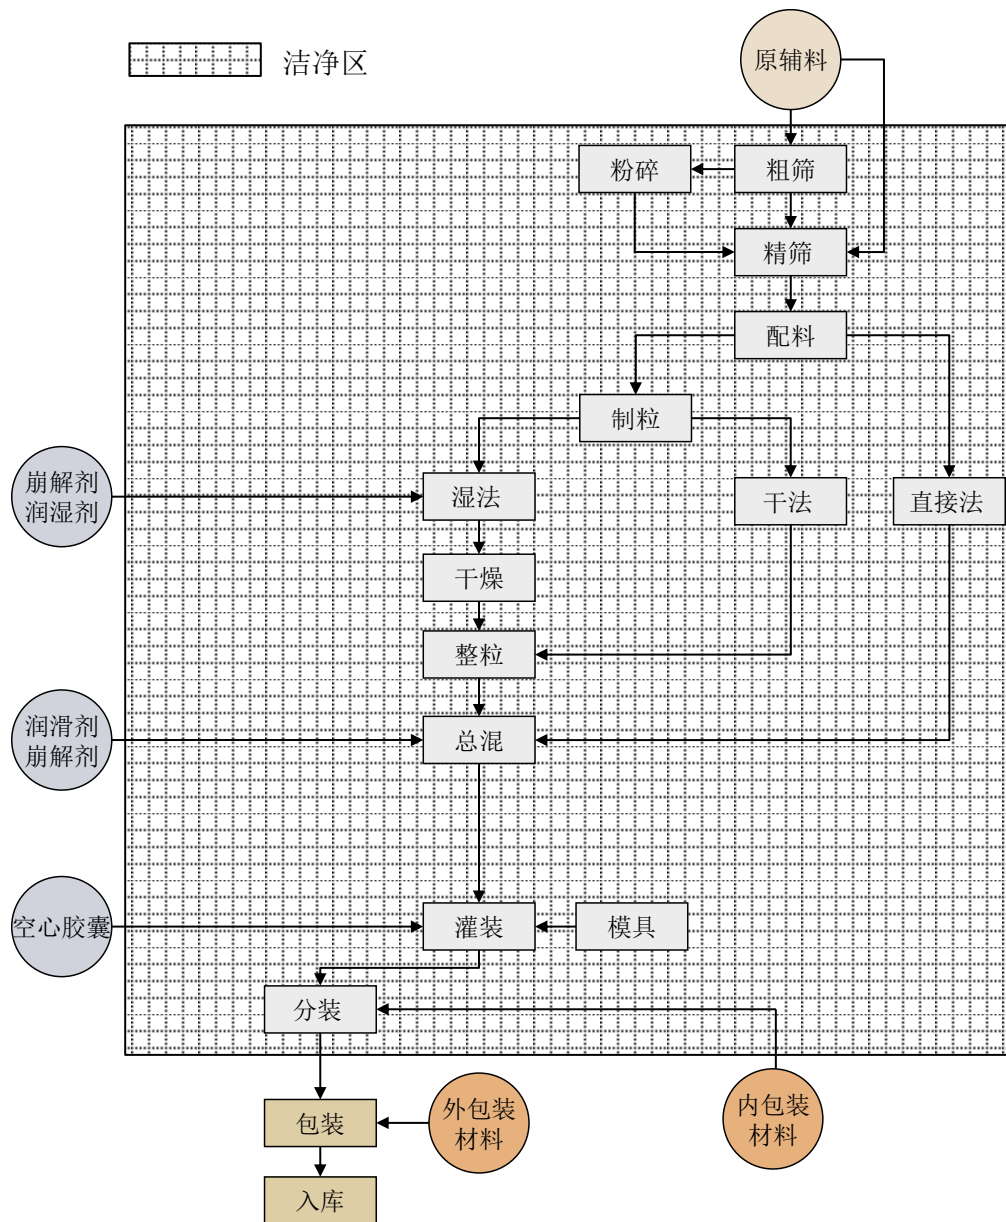 洁净区
原辅料
粉碎
粗筛
精筛
配料
制粒
崩解剂
润湿剂
湿法
干法
直接法
干燥
整粒
润滑剂
崩解剂
总混
空心胶囊
灌装
模具
分装
包装
外包装
材料
内包装
材料
入库